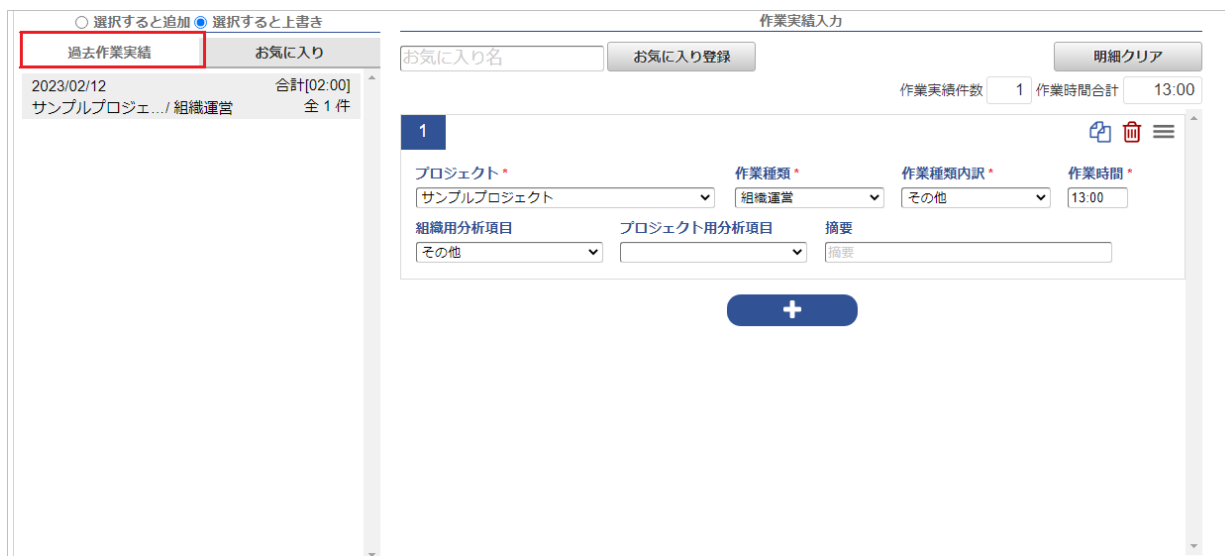 選択すると追加 選択すると上書き
過去作業実績 お気に入り
2023/02/12 合計[02:00]
サンプルプロジェ.../ 組織運営 全 1 件
作業実績入力
お気に入り名 お気に入り登録 明細クリア
作業実績件数 1 作業時間合計 13:00
1
プロジェクト * 作業種類 * 作業種類内訳 * 作業時間 *
サンプルプロジェクト 組織運営 その他 13:00
組織用分析項目 プロジェクト用分析項目 摘要
その他 摘要